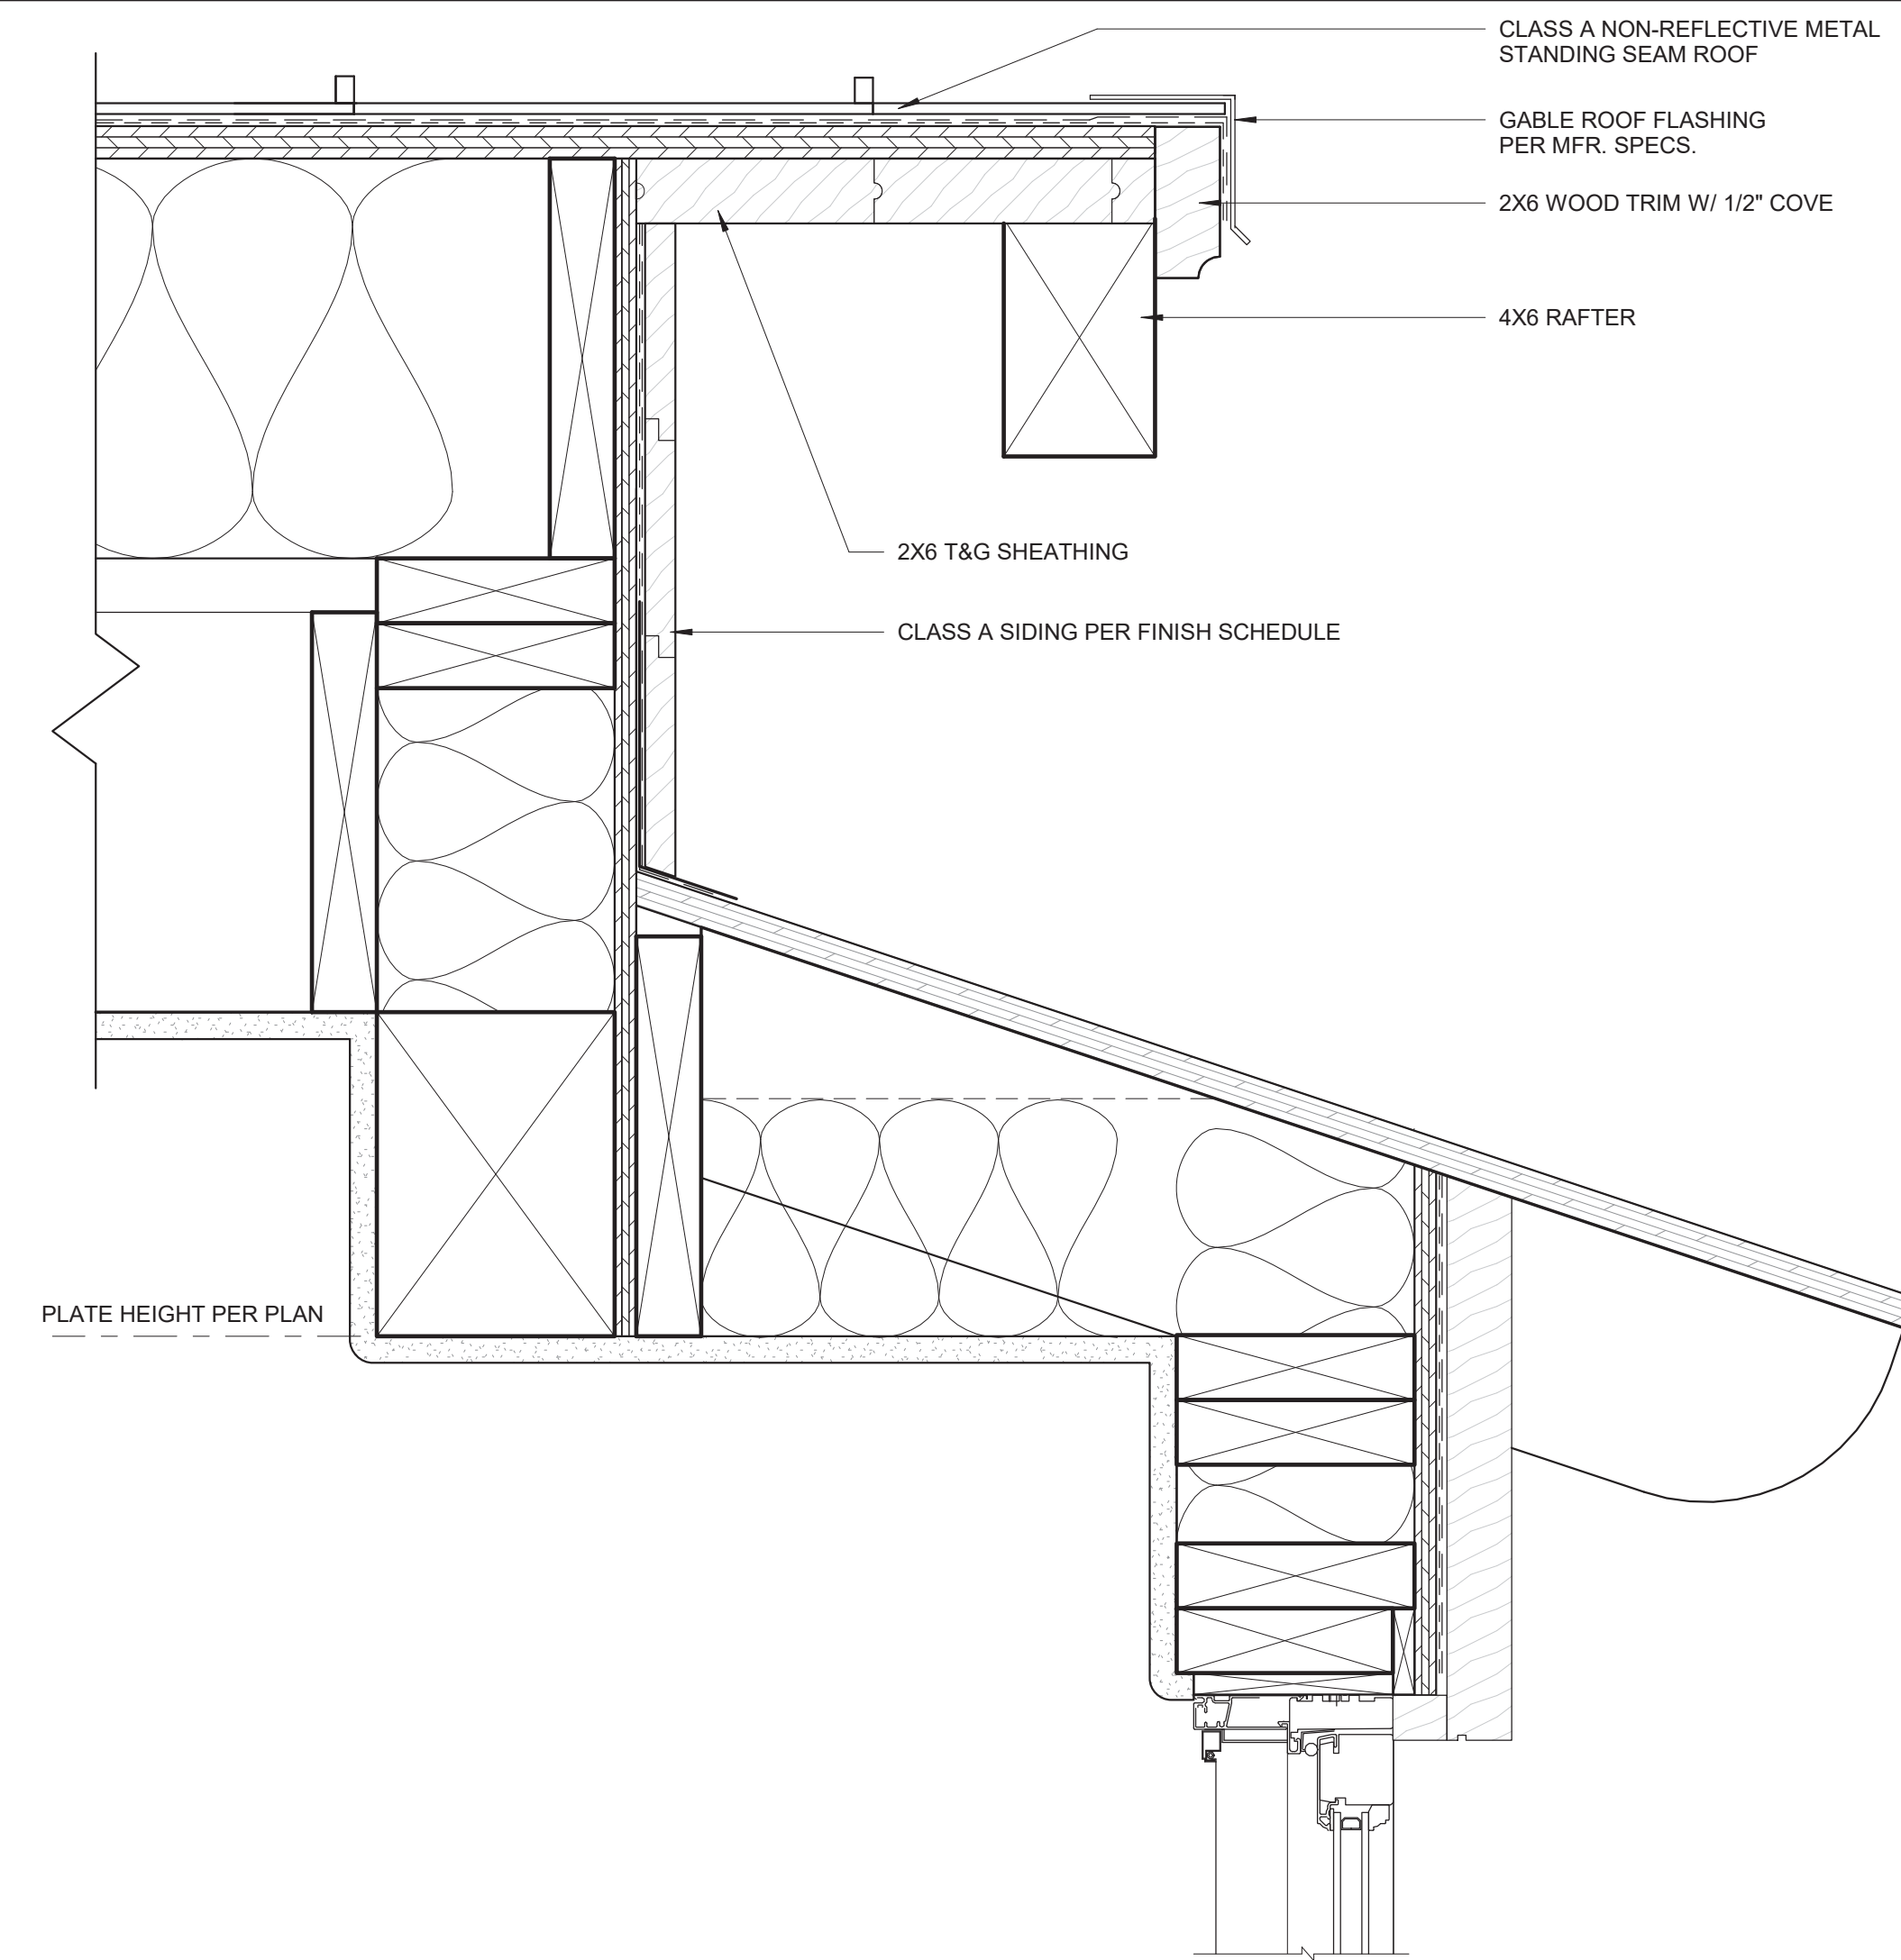 CLASS A NON-REFLECTIVE METAL
STANDING SEAM ROOF
GABLE ROOF FLASHING
PER MFR. SPECS.
2X6 WOOD TRIM W/ 1/2" COVE
4X6 RAFTER
2X6 T&G SHEATHING
CLASS A SIDING PER FINISH SCHEDULE
PLATE HEIGHT PER PLAN